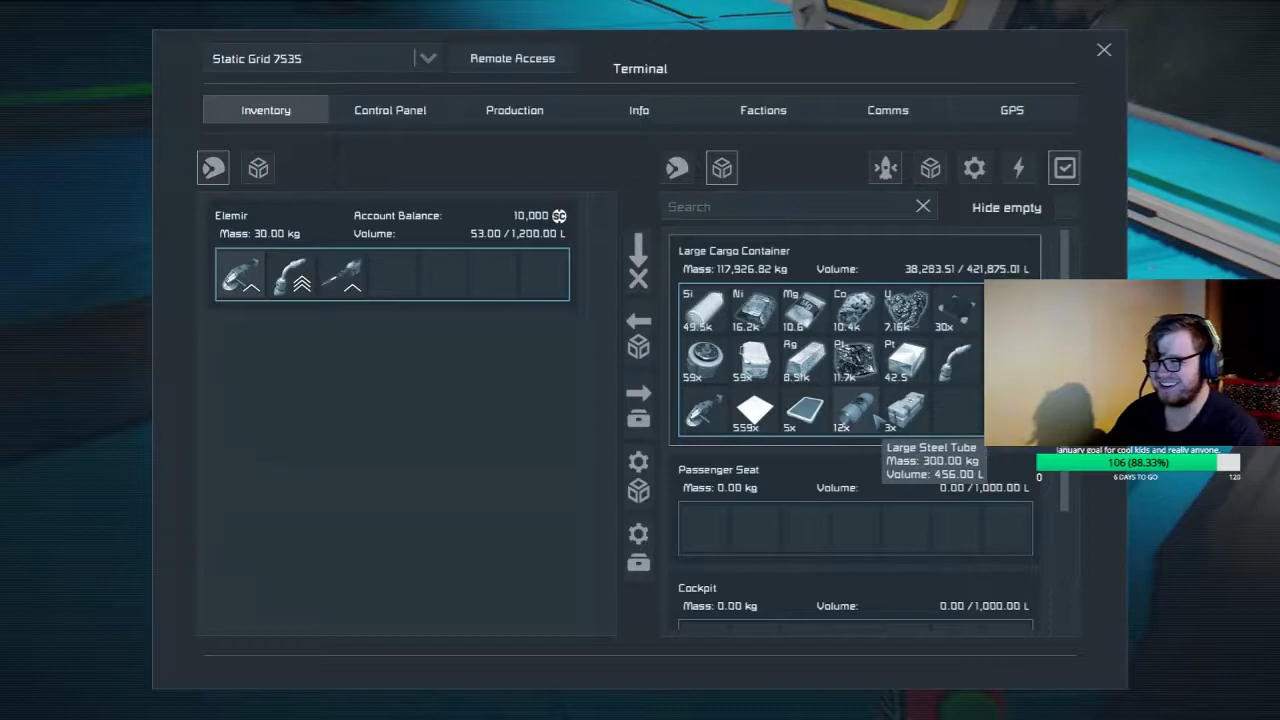 Static Grid 7535
Remote Access
Terminal
Inventory
Control Panel
Production
Info
Factions
Comms
GPS
Elemir
Account Balance:
10,000 SC
Mass: 30.00 kg
Volume:
53.00 / 1,200.00 L
Search
Hide empty
Large Cargo Container
Mass: 117,926.82 kg
Volume:
38,283.51 / 421,875.01 L
Si
Ni
Mg
Co
U
49.5k
16.2k
10.6
10.4k
7.16k
30x
Ag
Pt
Pt
59x
59x
8.51k
11.7k
42.5
559x
5x
12x
3x
Large Steel Tube
Mass: 300.00 kg
Volume: 456.00 L
Passenger Seat
Mass: 0.00 kg
Volume:
0.00 / 1,000.00 L
Cockpit
Mass: 0.00 kg
Volume:
0.00 / 1,000.00 L
January goal for cool kids and really anyone.
106 (88.33%)
0
6 DAYS TO GO
120